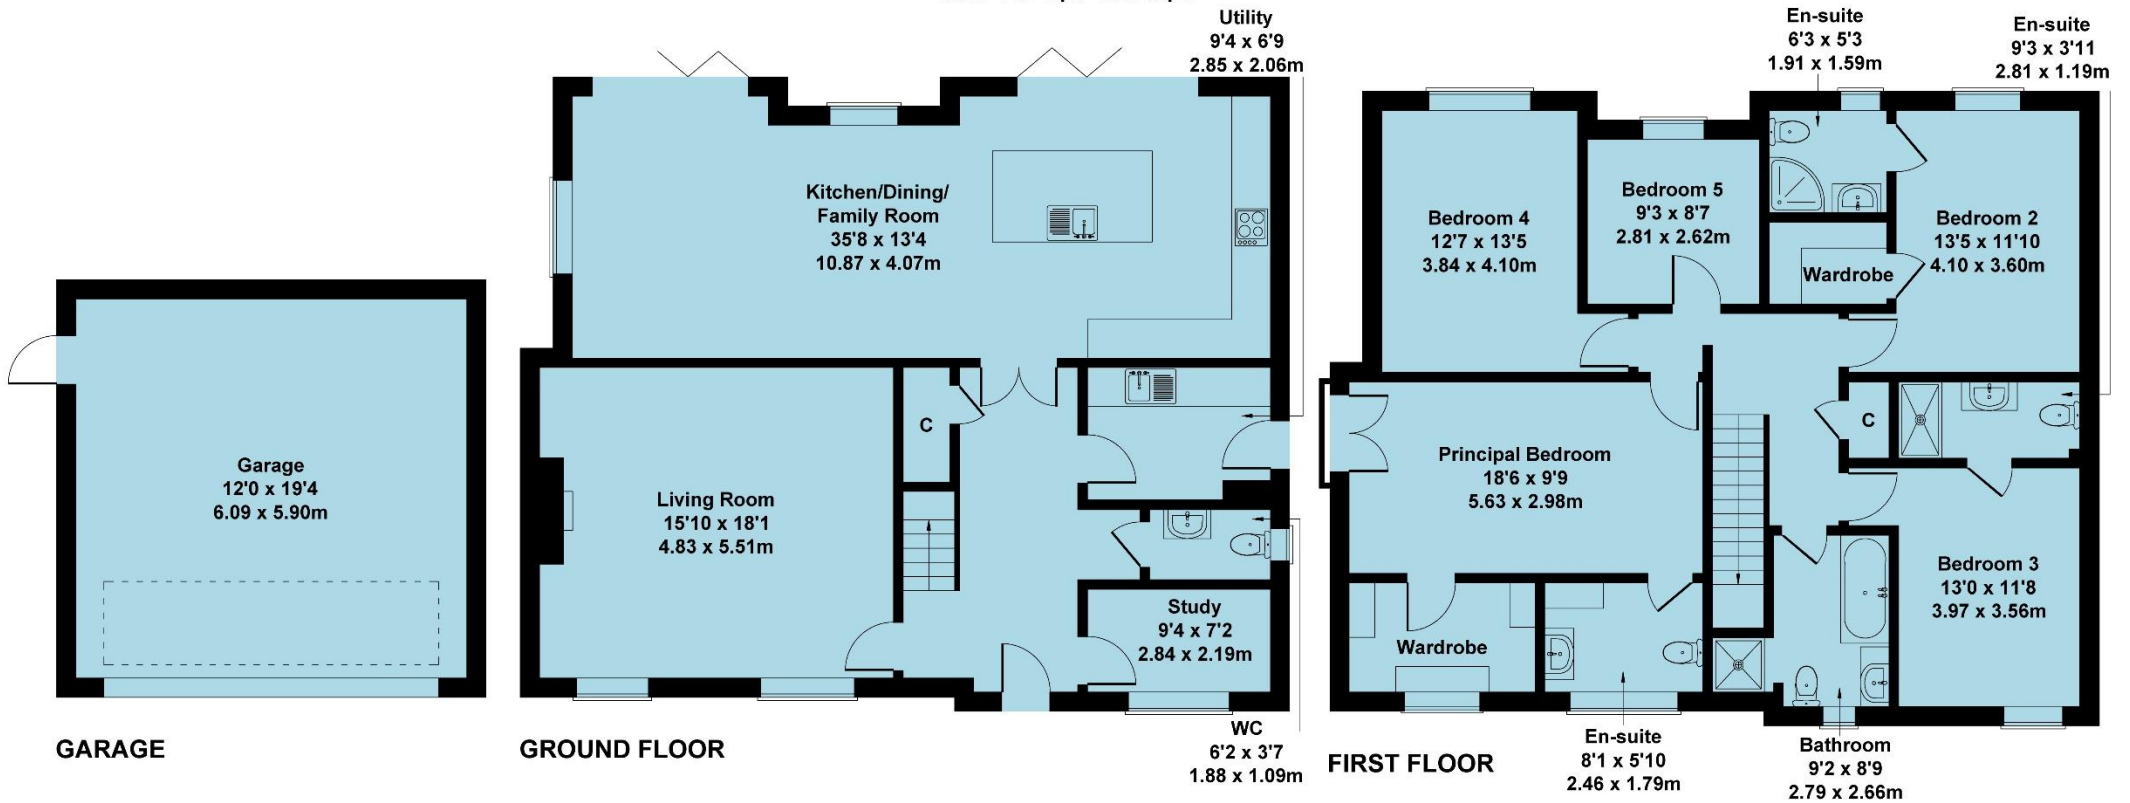 Utility
9'4 x 6'9
2.85 x 2.06m
En-suite
6'3 x 5'3
1.91 x 1.59m
En-suite
9'3 x 3'11
2.81 x 1.19m
Kitchen/Dining/
Family Room
35'8 x 13'4
10.87 x 4.07m
Bedroom 4
12'7 x 13'5
3.84 x 4.10m
Bedroom 5
9'3 x 8'7
2.81 x 2.62m
Bedroom 2
13'5 x 11'10
4.10 x 3.60m
Wardrobe
Garage
12'0 x 19'4
6.09 x 5.90m
Living Room
15'10 x 18'1
4.83 x 5.51m
C
Principal Bedroom
18'6 x 9'9
5.63 x 2.98m
C
Study
9'4 x 7'2
2.84 x 2.19m
Wardrobe
Bedroom 3
13'0 x 11'8
3.97 x 3.56m
WC
6'2 x 3'7
1.88 x 1.09m
En-suite
8'1 x 5'10
2.46 x 1.79m
Bathroom
9'2 x 8'9
2.79 x 2.66m
GARAGE
GROUND FLOOR
FIRST FLOOR